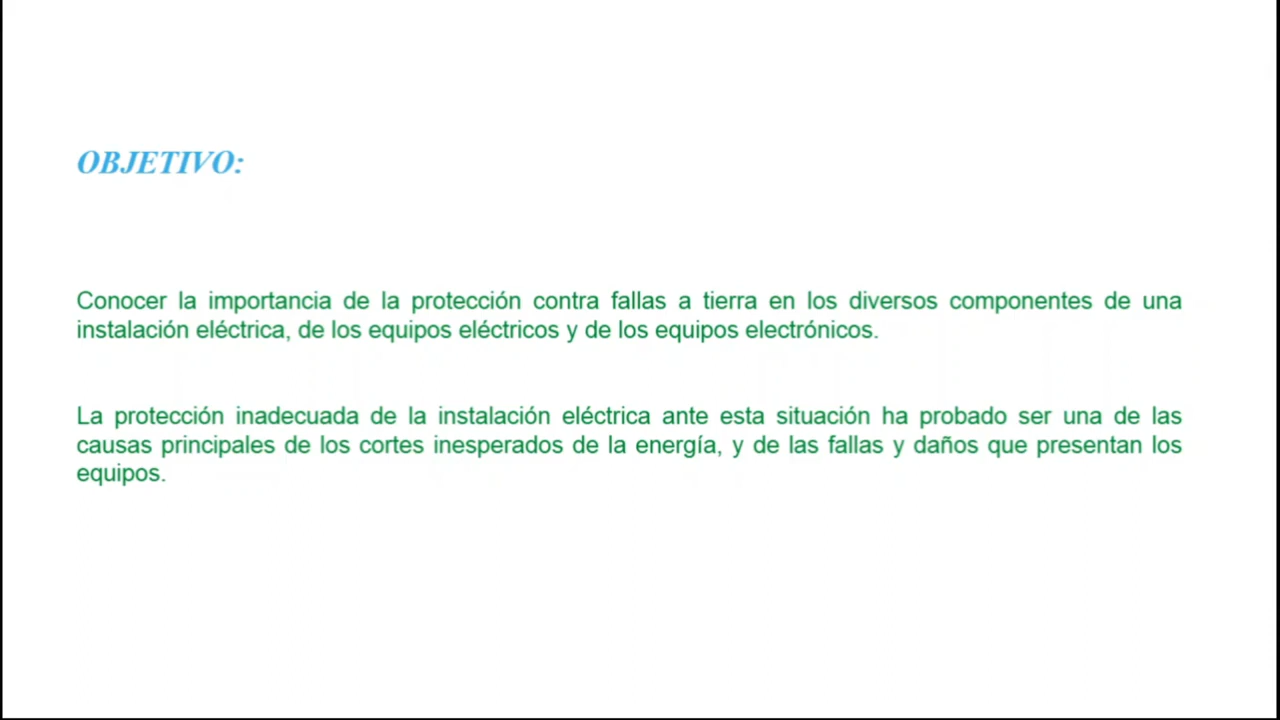 OBJETIVO:
Conocer la importancia de la protección contra fallas a tierra en los diversos componentes de una
instalación eléctrica, de los equipos eléctricos y de los equipos electrónicos.
La protección inadecuada de la instalación eléctrica ante esta situación ha probado ser una de las
causas principales de los cortes inesperados de la energía, y de las fallas y daños que presentan los
equipos.